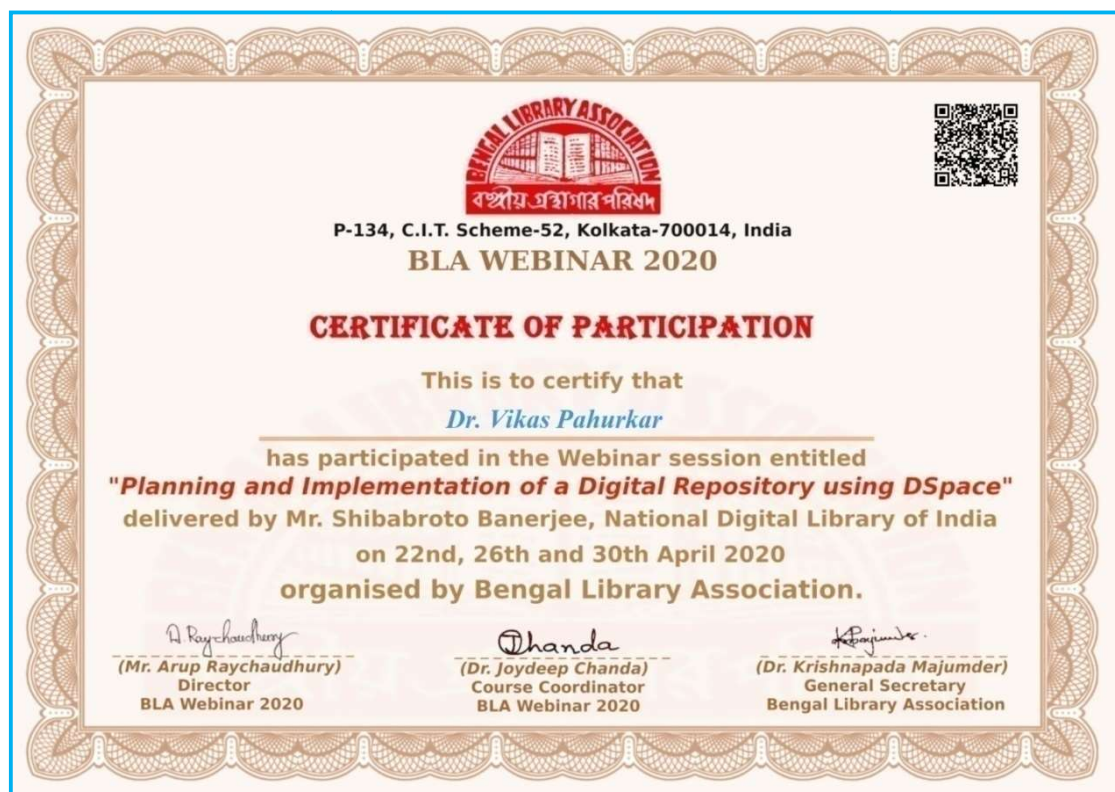 BENGAL LIBRARY ASSOCIATION
বঙ্গীয় গ্রন্থাগার পরিষদ
P-134, C.I.T. Scheme-52, Kolkata-700014, India
BLA WEBINAR 2020
CERTIFICATE OF PARTICIPATION
This is to certify that
Dr. Vikas Pahurkar
has participated in the Webinar session entitled
"Planning and Implementation of a Digital Repository using DSpace"
delivered by Mr. Shibabroto Banerjee, National Digital Library of India
on 22nd, 26th and 30th April 2020
organised by Bengal Library Association.
A. Raychaudhury
(Mr. Arup Raychaudhury)
Director
BLA Webinar 2020
JChanda
(Dr. Joydeep Chanda)
Course Coordinator
BLA Webinar 2020
(Dr. Krishnapada Majumder)
General Secretary
Bengal Library Association